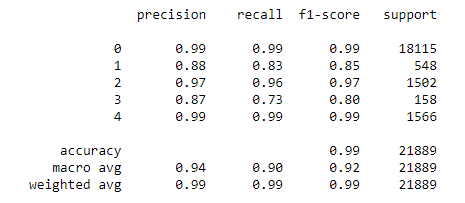 precision recall f1-score support
0 0.99 0.99 0.99 18115
1 0.88 0.83 0.85 548
2 0.97 0.96 0.97 1502
3 0.87 0.73 0.80 158
4 0.99 0.99 0.99 1566
accuracy 0.99 21889
macro avg 0.94 0.90 0.92 21889
weighted avg 0.99 0.99 0.99 21889